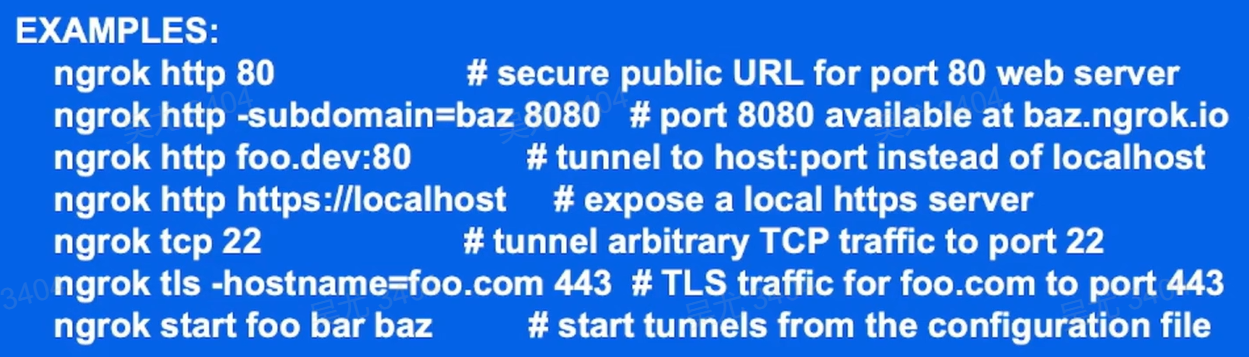 EXAMPLES:
ngrok http 80 # secure public URL for port 80 web server
ngrok http -subdomain=baz 8080 # port 8080 available at baz.ngrok.io
ngrok http foo.dev:80 # tunnel to host:port instead of localhost
ngrok http https://localhost # expose a local https server
ngrok tcp 22 # tunnel arbitrary TCP traffic to port 22
ngrok tls -hostname=foo.com 443 # TLS traffic for foo.com to port 443
ngrok start foo bar baz # start tunnels from the configuration file